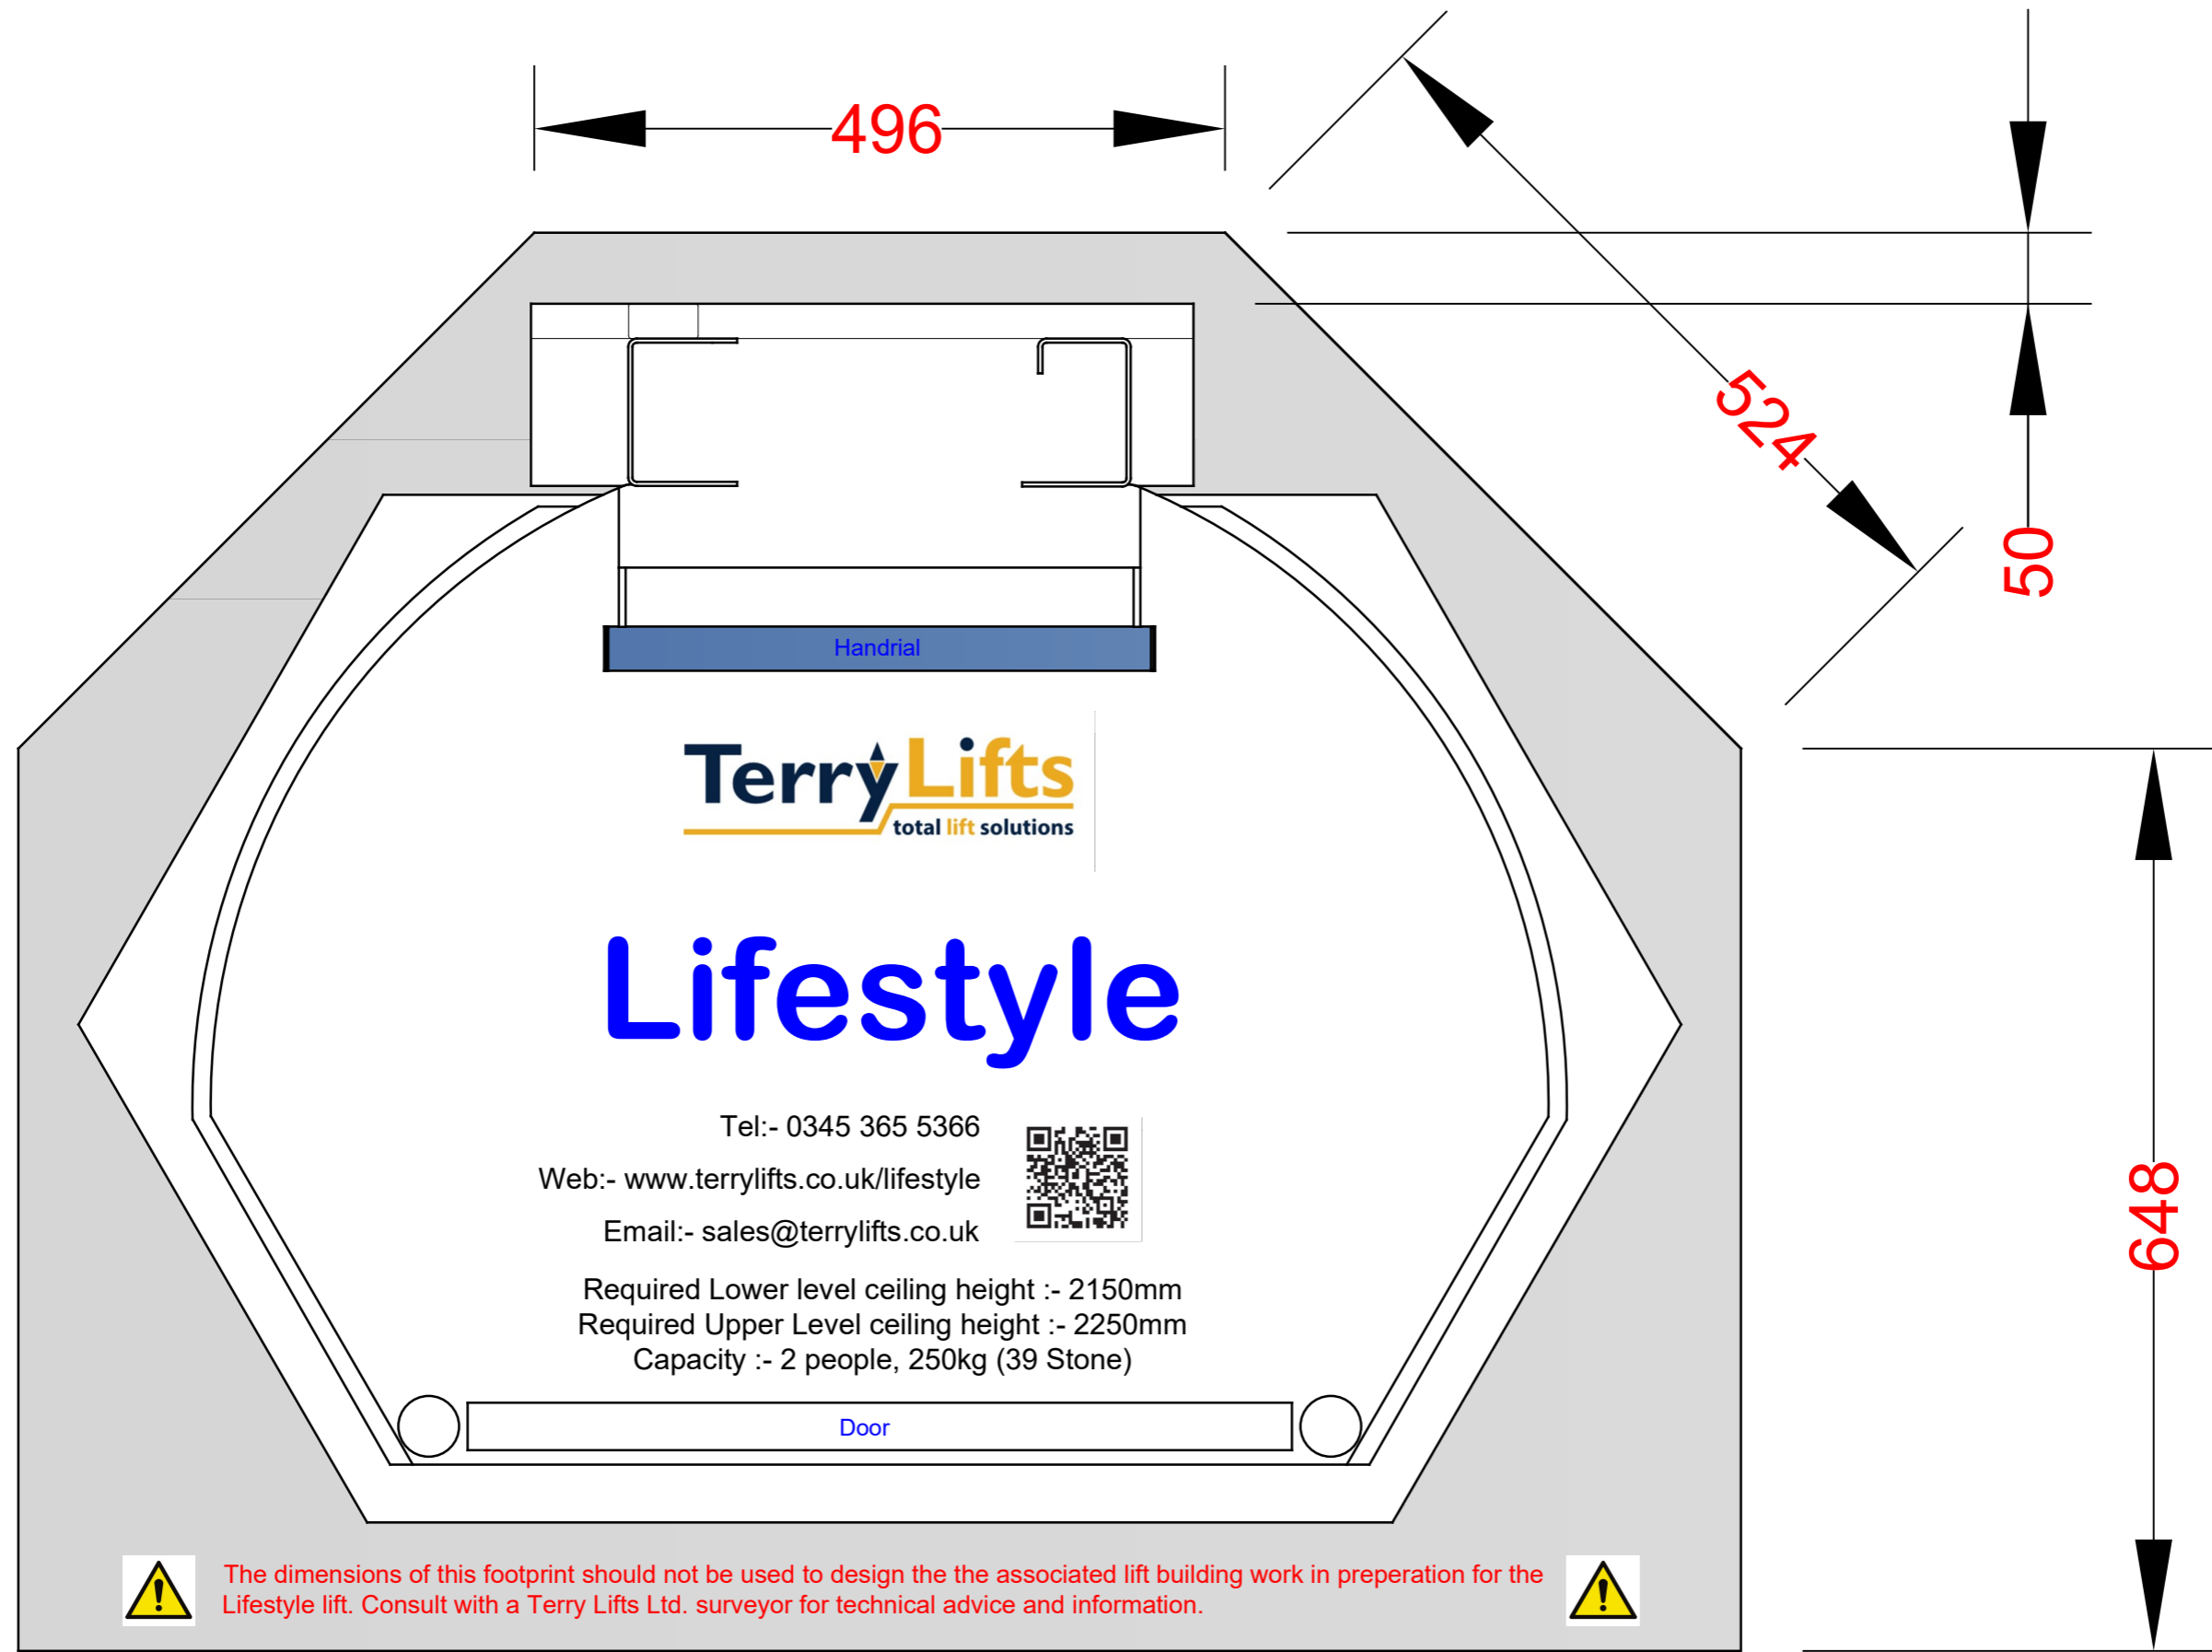 496
524
50
Handrial
Terry Lifts
total lift solutions
Lifestyle
648
Tel:- 0345 365 5366
Web:- www.terrylifts.co.uk/lifestyle
Email:- sales@terrylifts.co.uk
Required Lower level ceiling height :- 2150mm
Required Upper Level ceiling height :- 2250mm
Capacity :- 2 people, 250kg (39 Stone)
Door
The dimensions of this footprint should not be used to design the the associated lift building work in preperation for the
Lifestyle lift. Consult with a Terry Lifts Ltd. surveyor for technical advice and information.